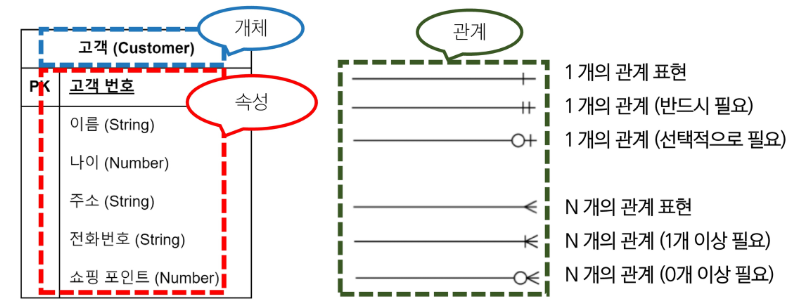 개체
관계
고객 (Customer)
PK
고객 번호
속성
이름 (String)
나이 (Number)
주소 (String)
전화번호 (String)
쇼핑 포인트 (Number)
1 개의 관계 표현
1 개의 관계 (반드시 필요)
1 개의 관계 (선택적으로 필요)
N 개의 관계 표현
N 개의 관계 (1개 이상 필요)
N 개의 관계 (0개 이상 필요)